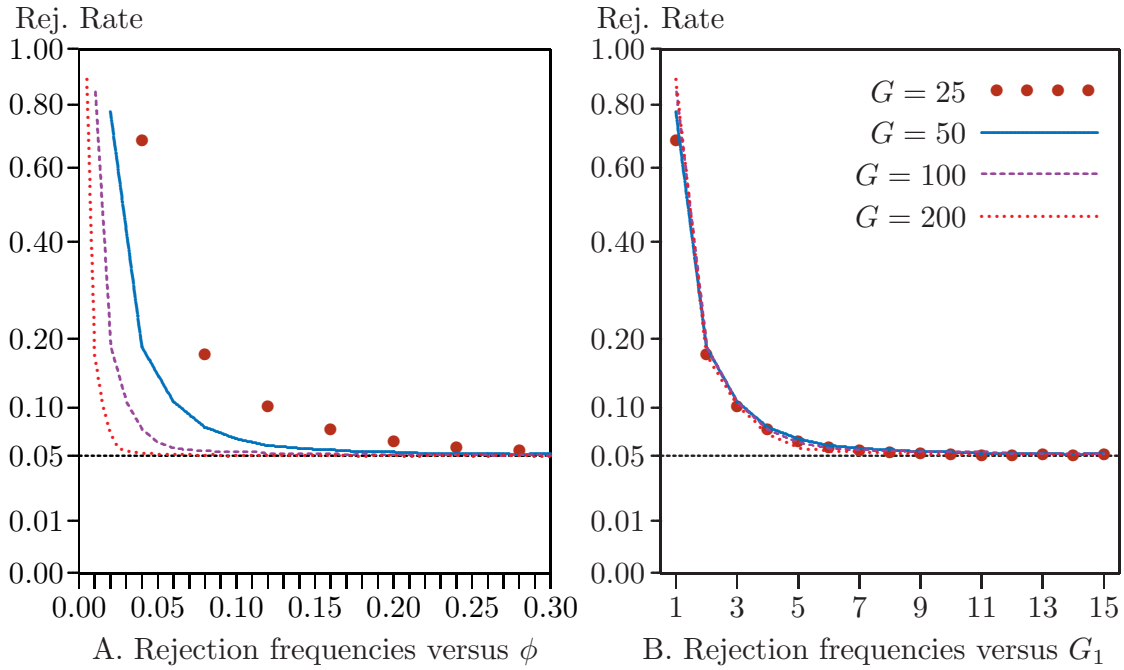 Rej. Rate
1.00
0.80
0.60
0.40
0.20
0.10
0.05
0.01
0.00
0.00 0.05 0.10 0.15 0.20 0.25 0.30
A. Rejection frequencies versus ϕ
Rej. Rate
1.00
0.80
0.60
0.40
0.20
0.10
0.05
0.01
0.00
G = 25
G = 50
G = 100
G = 200
1 3 5 7 9 11 13 15
B. Rejection frequencies versus G₁